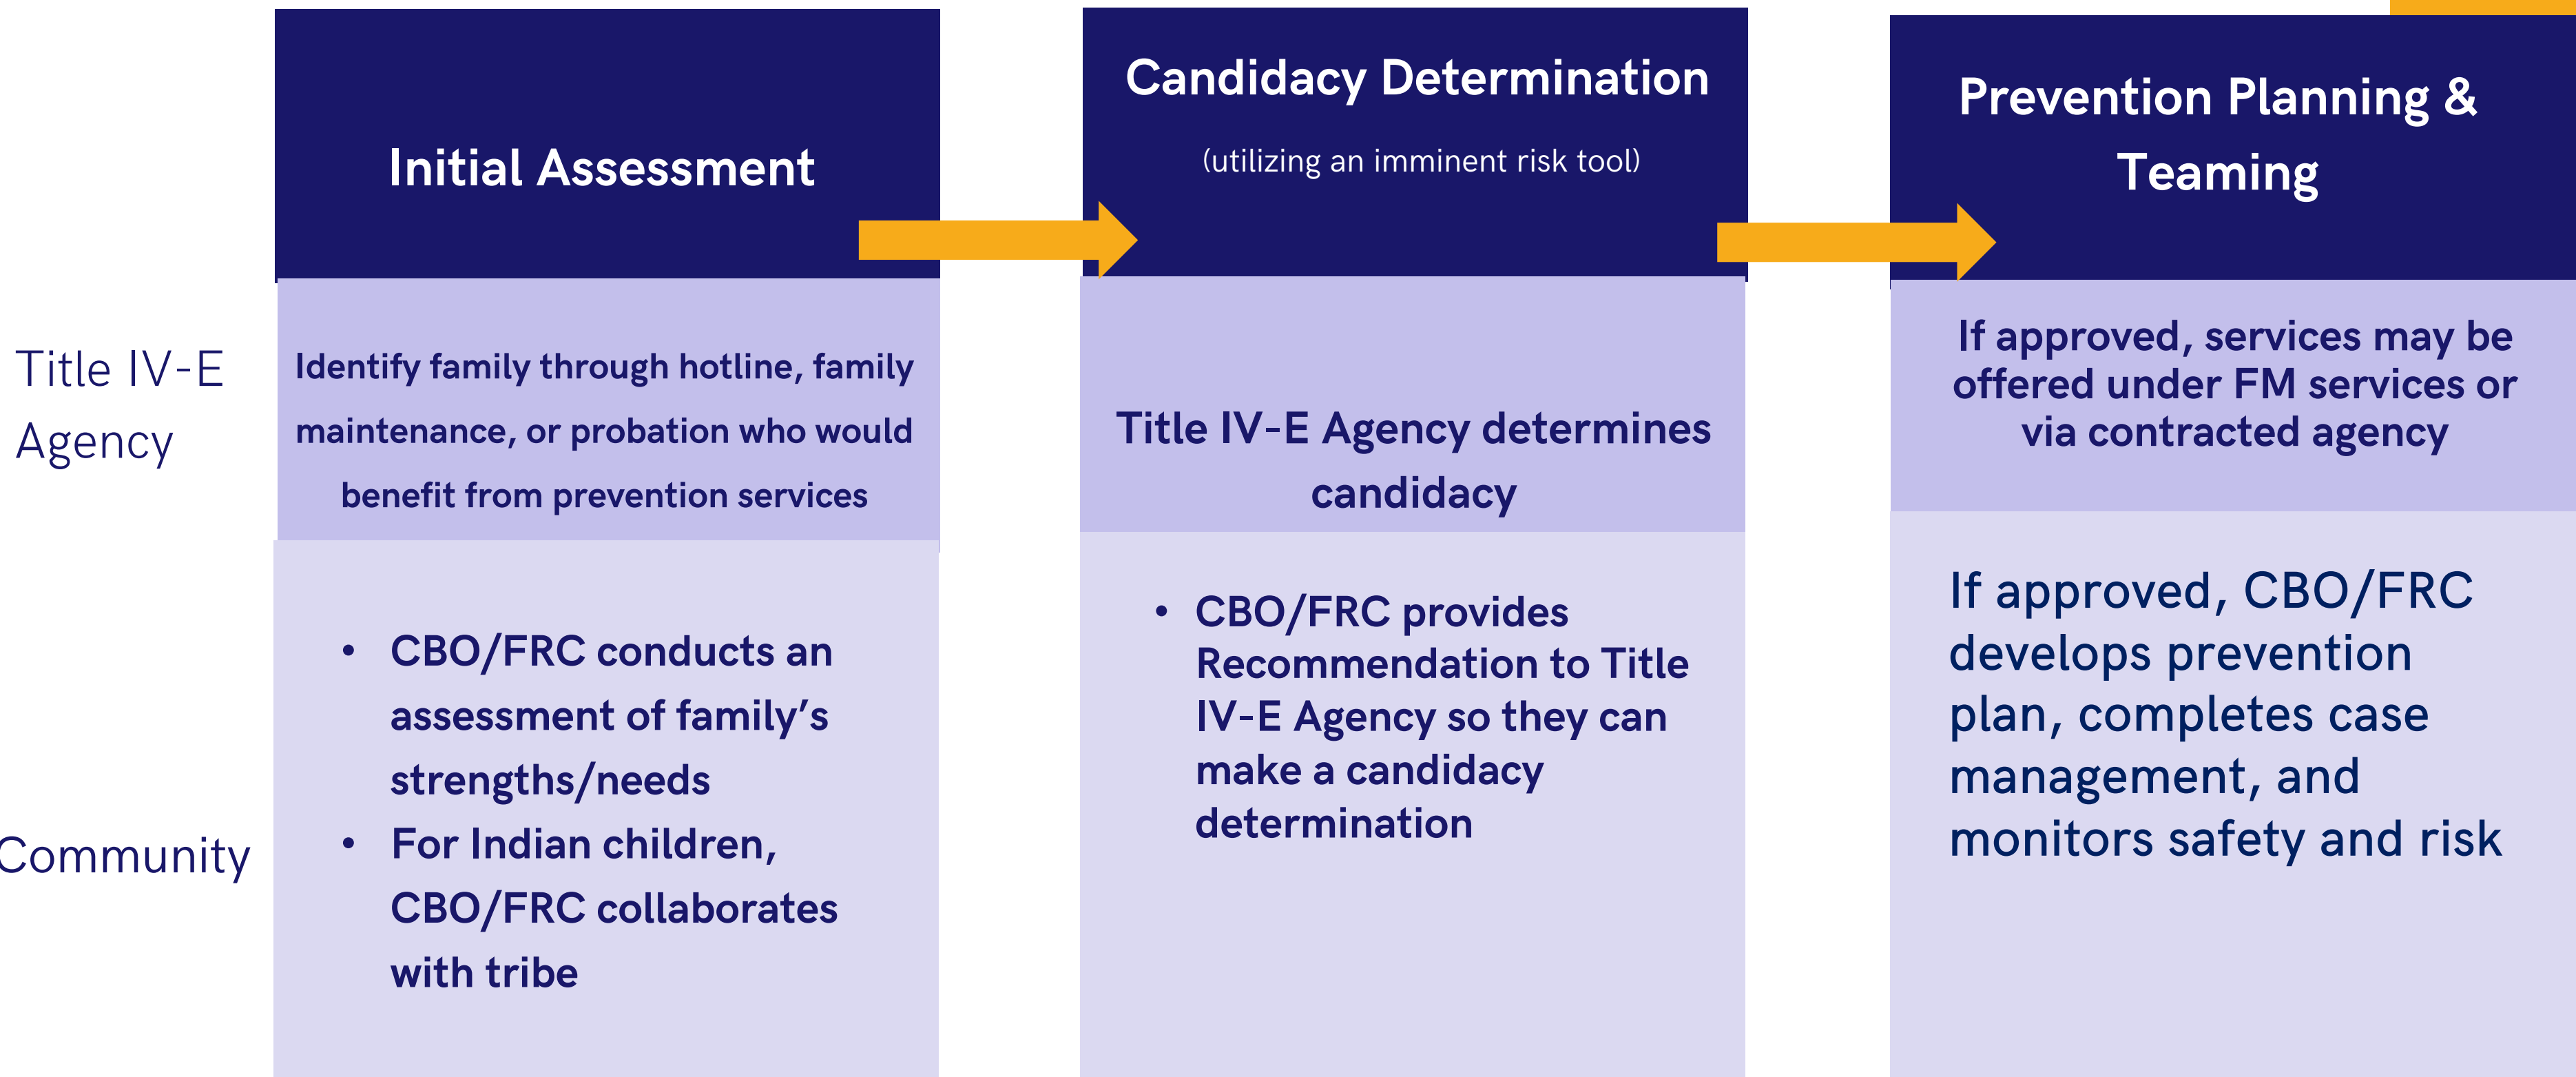 Initial Assessment
Candidacy Determination
(utilizing an imminent risk tool)
Prevention Planning &
Teaming
Title IV-E
Agency
Identify family through hotline, family
maintenance, or probation who would
benefit from prevention services
Title IV-E Agency determines
candidacy
If approved, services may be
offered under FM services or
via contracted agency
Community
• CBO/FRC conducts an
assessment of family’s
strengths/needs
• For Indian children,
CBO/FRC collaborates
with tribe
• CBO/FRC provides
Recommendation to Title
IV-E Agency so they can
make a candidacy
determination
If approved, CBO/FRC
develops prevention
plan, completes case
management, and
monitors safety and risk